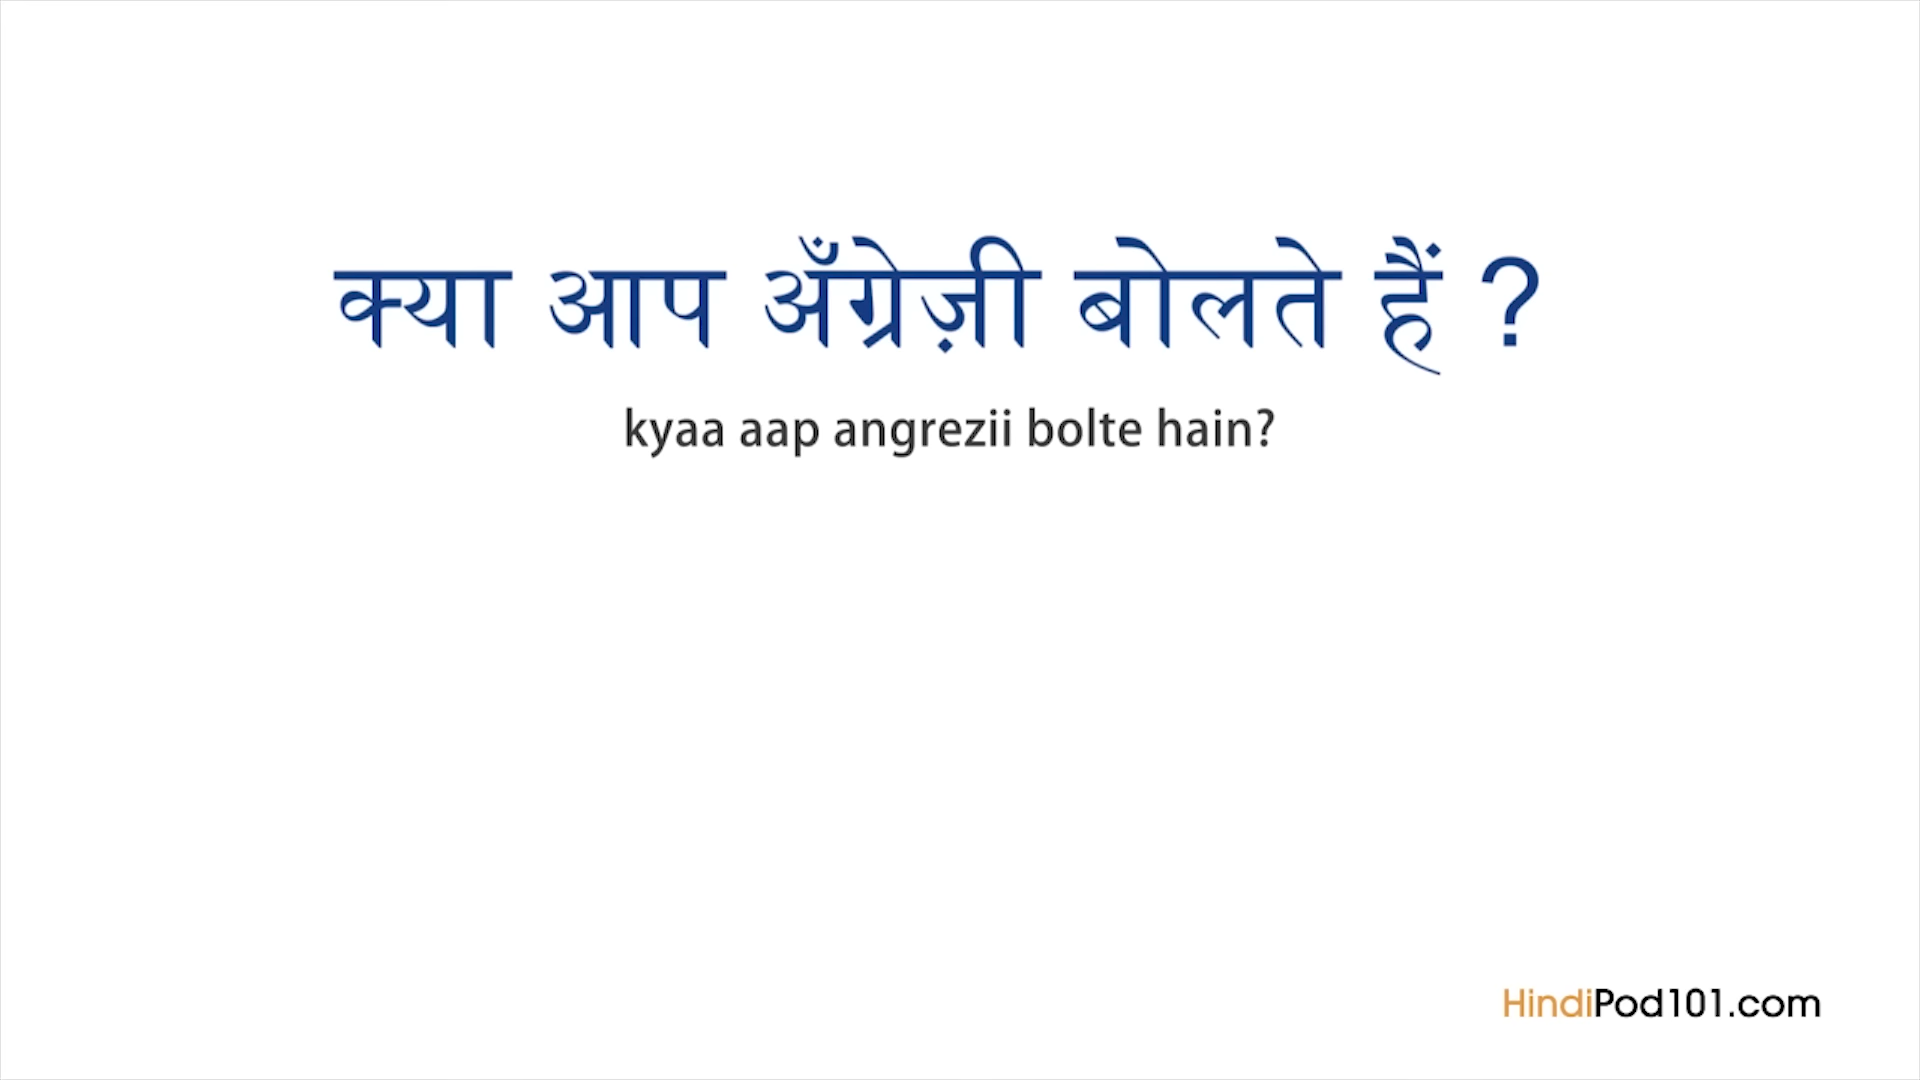 क्या आप अँग्रेज़ी बोलते हैं ?
kyaa aap angrezii bolte hain?
HindiPod101.com